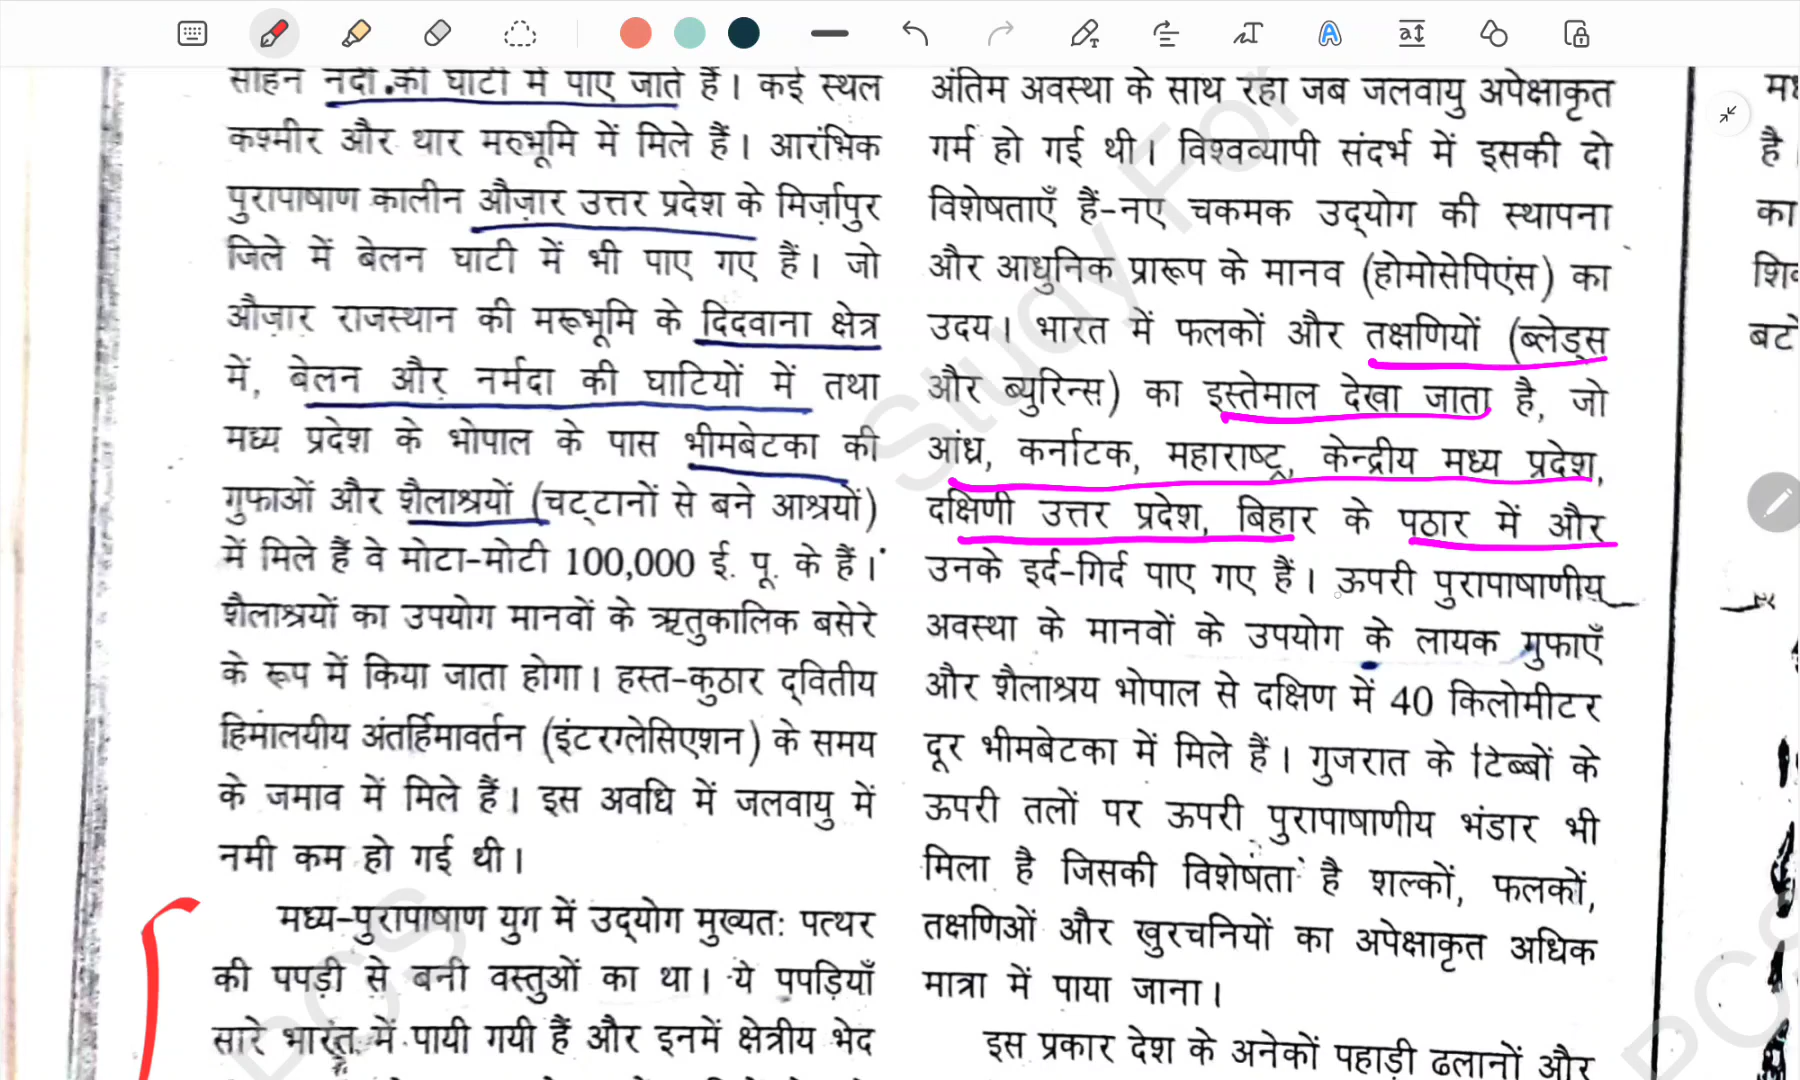 सोहन नदी की घाटी में पाए जाते हैं। कई स्थल
कश्मीर और थार मरुभूमि में मिले हैं। आरंभिक
पुरापाषाण कालीन औज़ार उत्तर प्रदेश के मिर्ज़ापुर
जिले में बेलन घाटी में भी पाए गए हैं। जो
औज़ार राजस्थान की मरूभूमि के दिदवाना क्षेत्र
में, बेलन और नर्मदा की घाटियों में तथा
मध्य प्रदेश के भोपाल के पास भीमबेटका की
गुफाओं और शैलाश्रयों (चट्टानों से बने आश्रयों)
में मिले हैं वे मोटा-मोटी 100,000 ई. पू. के हैं।
शैलाश्रयों का उपयोग मानवों के ऋतुकालिक बसेरे
के रूप में किया जाता होगा। हस्त-कुठार द्वितीय
हिमालयीय अंतर्हिमावर्तन (इंटरग्लेसिएशन) के समय
के जमाव में मिले हैं। इस अवधि में जलवायु में
नमी कम हो गई थी।
मध्य-पुरापाषाण युग में उद्योग मुख्यतः पत्थर
की पपड़ी से बनी वस्तुओं का था। ये पपड़ियाँ
सारे भारत में पायी गयी हैं और इनमें क्षेत्रीय भेद
अंतिम अवस्था के साथ रहा जब जलवायु अपेक्षाकृत
गर्म हो गई थी। विश्वव्यापी संदर्भ में इसकी दो
विशेषताएँ हैं-नए चकमक उद्योग की स्थापना
और आधुनिक प्रारूप के मानव (होमोसेपिएंस) का
उदय। भारत में फलकों और तक्षणियों (ब्लेड्स
और ब्युरिन्स) का इस्तेमाल देखा जाता है, जो
आंध्र, कर्नाटक, महाराष्ट्र, केन्द्रीय मध्य प्रदेश,
दक्षिणी उत्तर प्रदेश, बिहार के पठार में और
उनके इर्द-गिर्द पाए गए हैं। ऊपरी पुरापाषाणीय
अवस्था के मानवों के उपयोग के लायक गुफाएँ
और शैलाश्रय भोपाल से दक्षिण में 40 किलोमीटर
दूर भीमबेटका में मिले हैं। गुजरात के टिब्बों के
ऊपरी तलों पर ऊपरी पुरापाषाणीय भंडार भी
मिला है जिसकी विशेषता है शल्कों, फलकों,
तक्षणिओं और खुरचनियों का अपेक्षाकृत अधिक
मात्रा में पाया जाना।
इस प्रकार देश के अनेकों पहाड़ी ढलानों और
है।
का
बटे
Study For
PCS
PCS